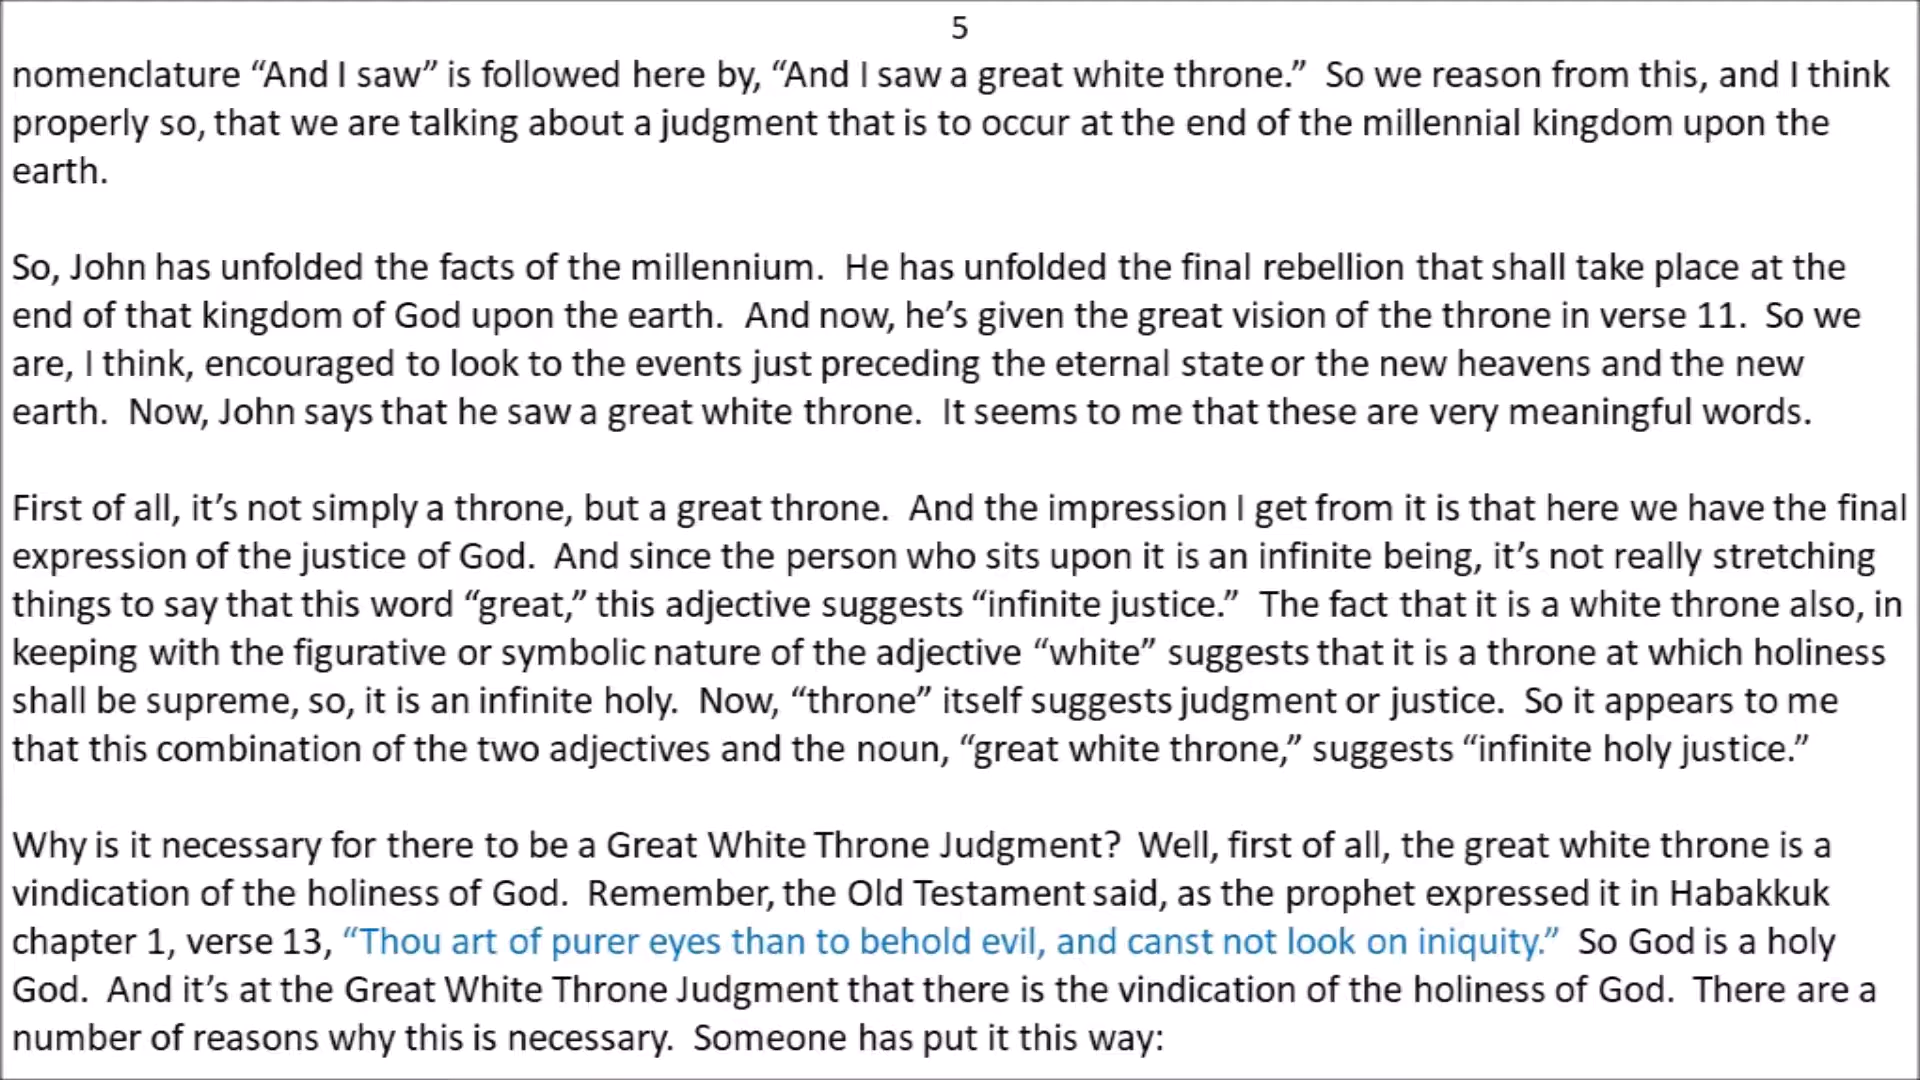 5
nomenclature “And I saw” is followed here by, “And I saw a great white throne.”  So we reason from this, and I think
properly so, that we are talking about a judgment that is to occur at the end of the millennial kingdom upon the
earth.
So, John has unfolded the facts of the millennium.  He has unfolded the final rebellion that shall take place at the
end of that kingdom of God upon the earth.  And now, he’s given the great vision of the throne in verse 11.  So we
are, I think, encouraged to look to the events just preceding the eternal state or the new heavens and the new
earth.  Now, John says that he saw a great white throne.  It seems to me that these are very meaningful words.
First of all, it’s not simply a throne, but a great throne.  And the impression I get from it is that here we have the final
expression of the justice of God.  And since the person who sits upon it is an infinite being, it’s not really stretching
things to say that this word “great,” this adjective suggests “infinite justice.”  The fact that it is a white throne also, in
keeping with the figurative or symbolic nature of the adjective “white” suggests that it is a throne at which holiness
shall be supreme, so, it is an infinite holy.  Now, “throne” itself suggests judgment or justice.  So it appears to me
that this combination of the two adjectives and the noun, “great white throne,” suggests “infinite holy justice.”
Why is it necessary for there to be a Great White Throne Judgment?  Well, first of all, the great white throne is a
vindication of the holiness of God.  Remember, the Old Testament said, as the prophet expressed it in Habakkuk
chapter 1, verse 13, “Thou art of purer eyes than to behold evil, and canst not look on iniquity.”  So God is a holy
God.  And it’s at the Great White Throne Judgment that there is the vindication of the holiness of God.  There are a
number of reasons why this is necessary.  Someone has put it this way: